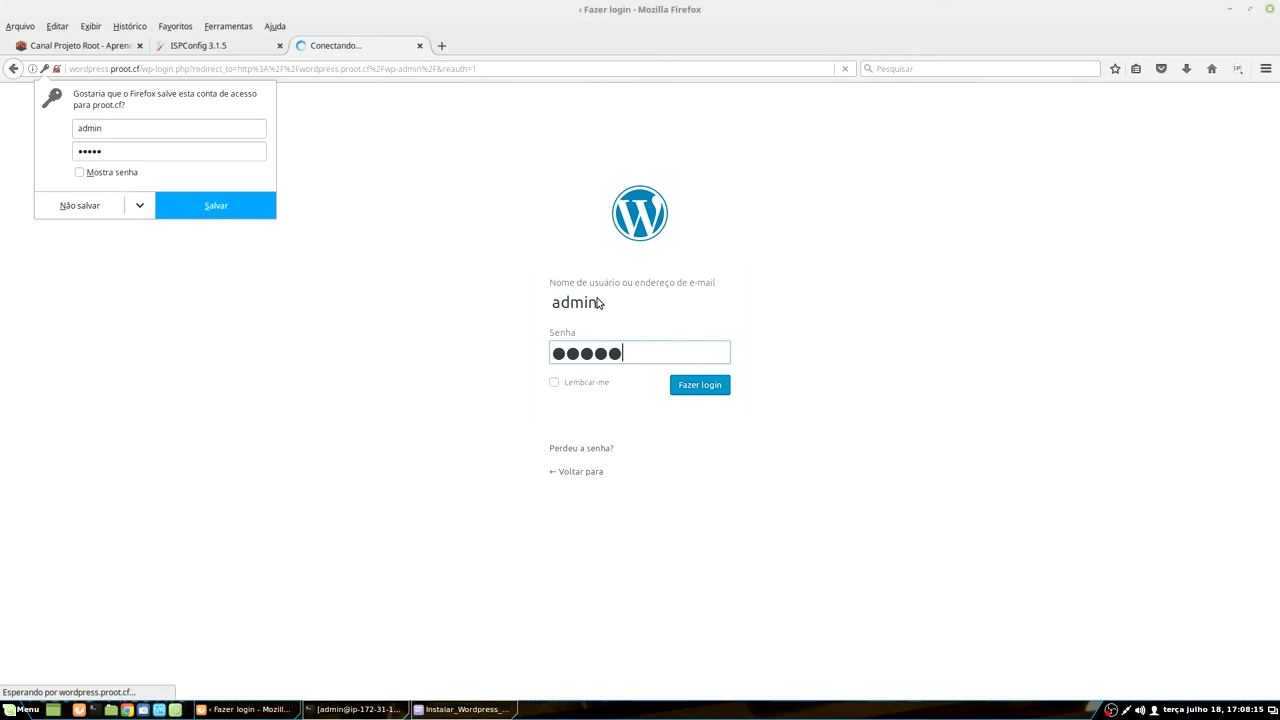 ‹ Fazer login - Mozilla Firefox
Arquivo Editar Exibir Histórico Favoritos Ferramentas Ajuda
Canal Projeto Root - Apren ISPConfig 3.1.5 Conectando...
wordpress.proot.cf/wp-login.php?redirect_to=http%3A%2F%2Fwordpress.proot.cf%2Fwp-admin%2F&reauth=1
Pesquisar
Gostaria que o Firefox salve esta conta de acesso
para proot.cf?
admin
•••••
Mostra senha
Não salvar
Salvar
Nome de usuário ou endereço de e-mail
admin
Senha
●●●●●
Lembrar-me
Fazer login
Perdeu a senha?
← Voltar para
Esperando por wordpress.proot.cf...
Menu ‹ Fazer login - Mozilla... [admin@ip-172-31-1... Instalar_Wordpress_... terça julho 18, 17:08:15